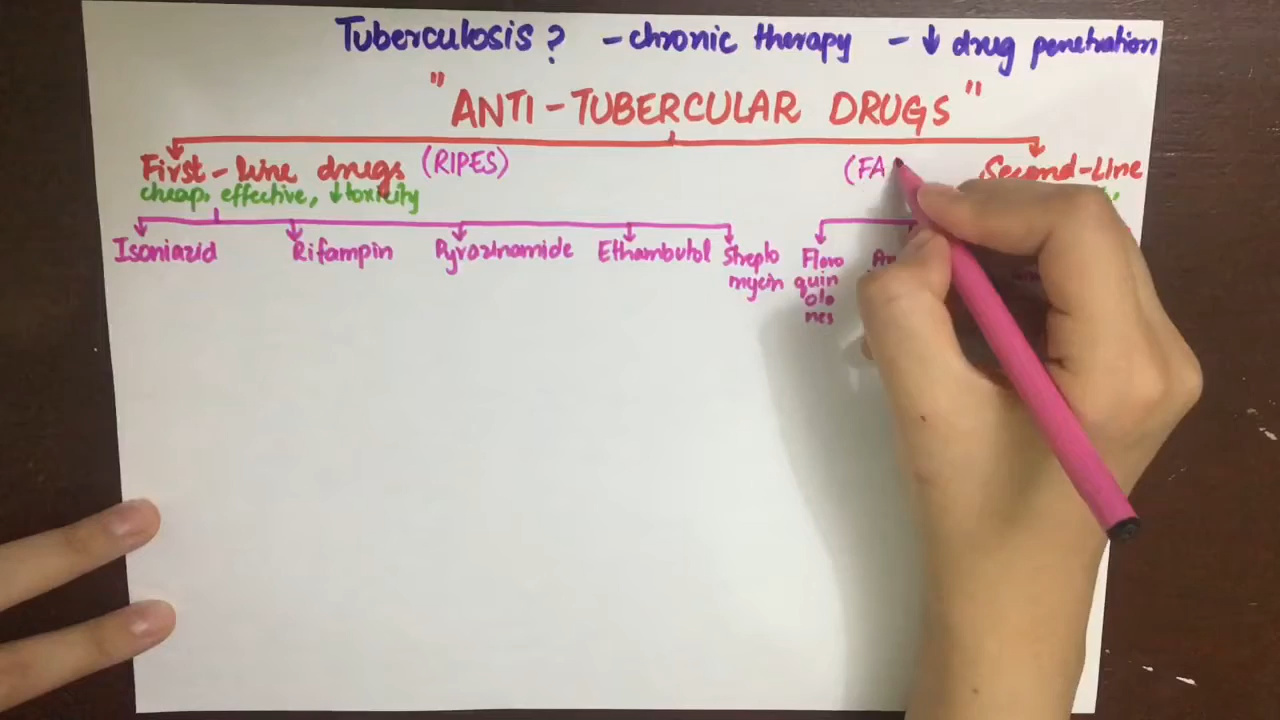 Tuberculosis? - chronic therapy - ↓ drug penetration
"ANTI-TUBERCULAR DRUGS"
First-line drugs (RIPES)
cheap, effective, ↓toxicity
Isoniazid
Rifampin
Pyrazinamide
Ethambutol
Strepto
mycin
(FA
Second-Line
Floro
quin
olo
nes